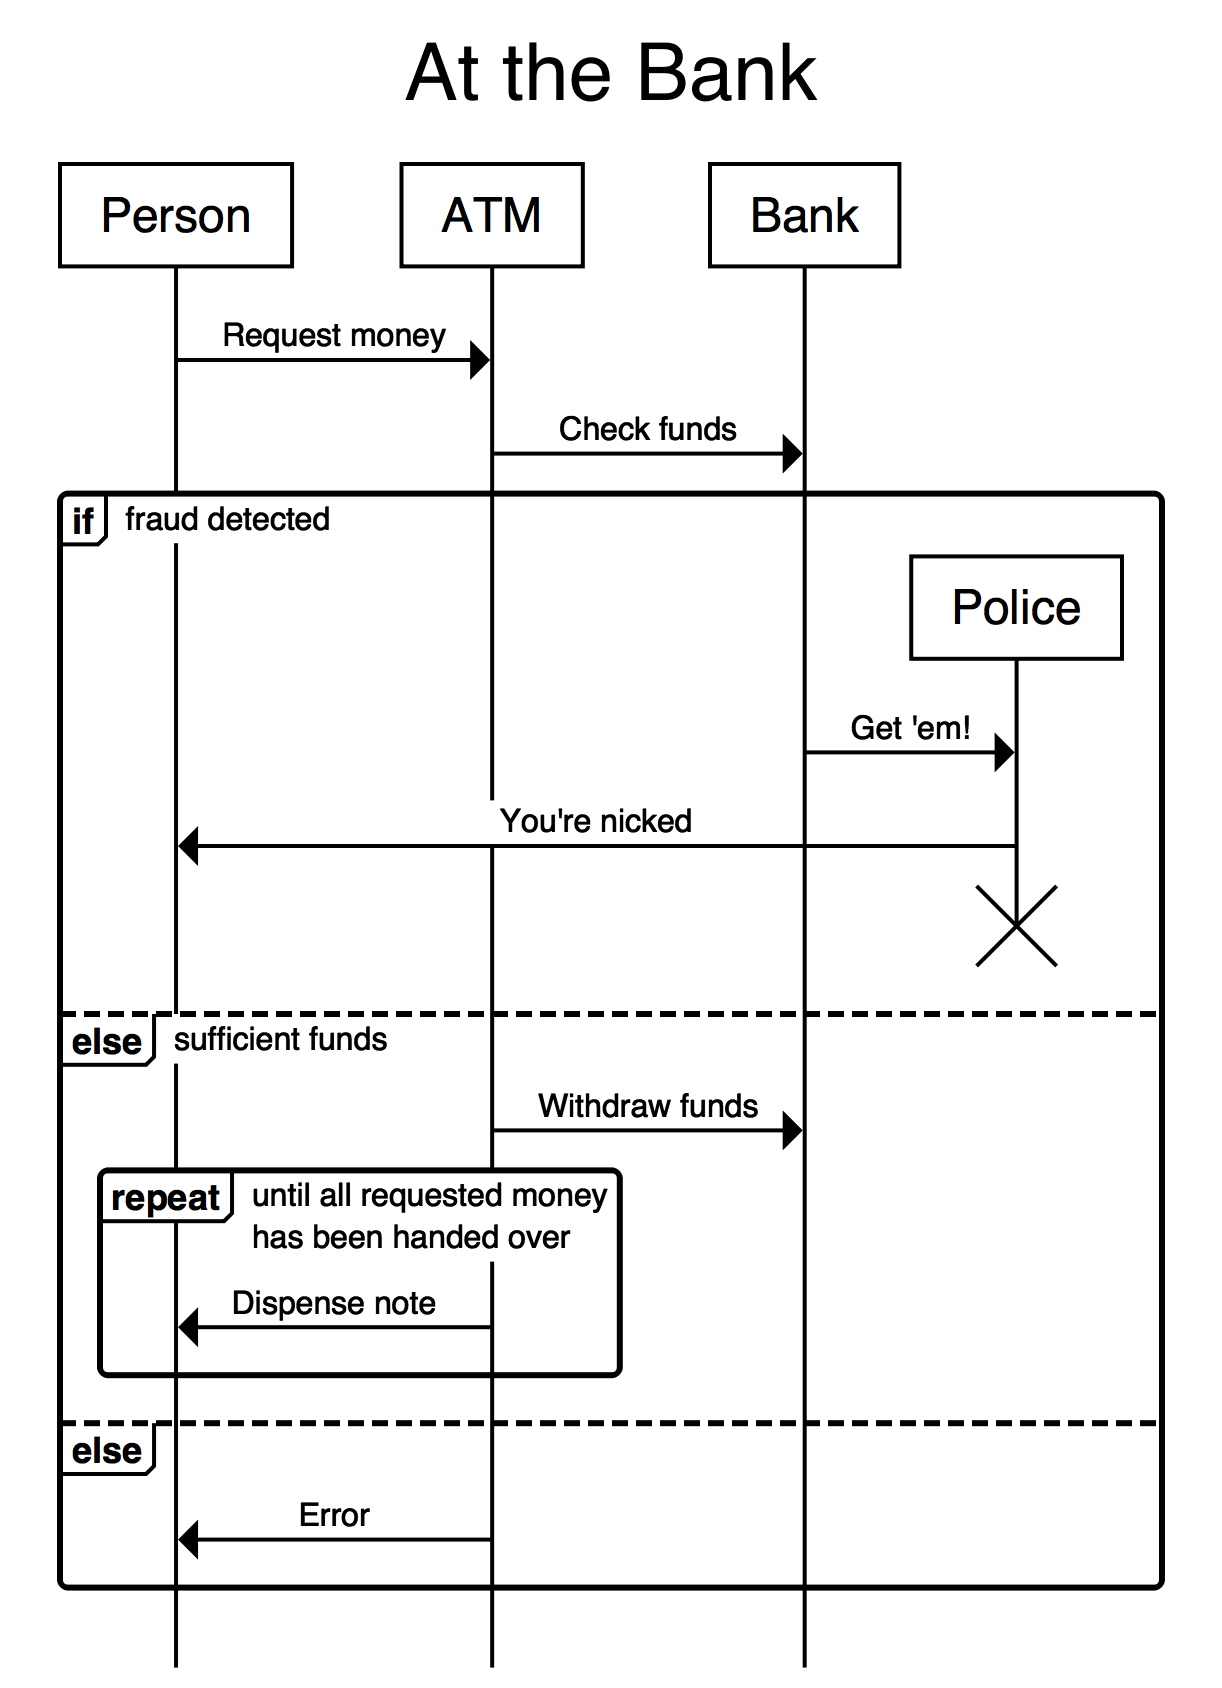 At the Bank
Person
ATM
Bank
Request money
Check funds
if
fraud detected
Police
Get 'em!
You're nicked
else
sufficient funds
Withdraw funds
repeat
until all requested money
has been handed over
Dispense note
else
Error